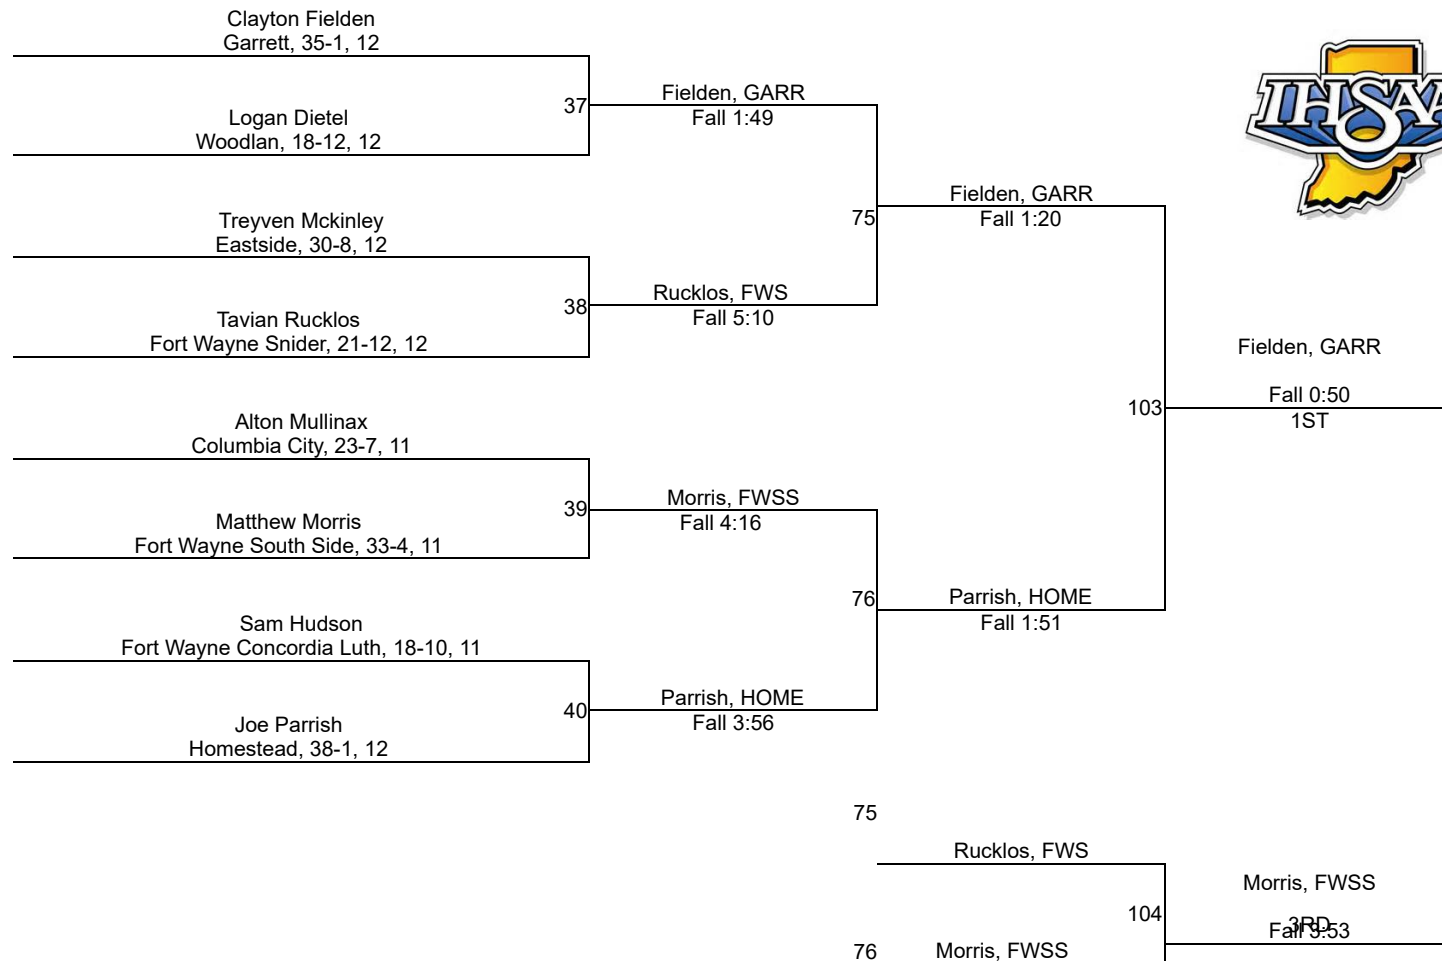 Clayton Fielden
Garrett, 35-1, 12
37
Fielden, GARR
Fall 1:49
Logan Dietel
Woodlan, 18-12, 12
IHSAA
Treyven Mckinley
Eastside, 30-8, 12
75
Fielden, GARR
Fall 1:20
38
Rucklos, FWS
Fall 5:10
Tavian Rucklos
Fort Wayne Snider, 21-12, 12
Fielden, GARR
Fall 0:50
1ST
103
Alton Mullinax
Columbia City, 23-7, 11
39
Morris, FWSS
Fall 4:16
Matthew Morris
Fort Wayne South Side, 33-4, 11
76
Parrish, HOME
Fall 1:51
Sam Hudson
Fort Wayne Concordia Luth, 18-10, 11
40
Parrish, HOME
Fall 3:56
Joe Parrish
Homestead, 38-1, 12
75
Rucklos, FWS
Morris, FWSS
104
3RD
Fall :53
76
Morris, FWSS